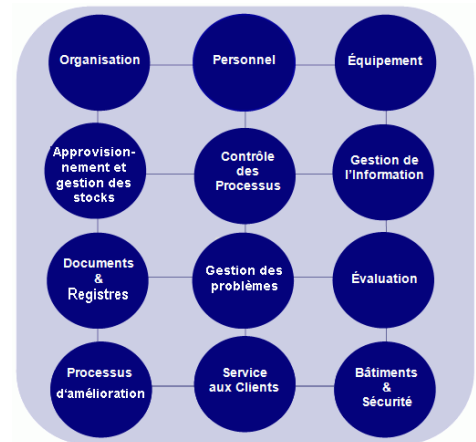 Organisation
Personnel
Équipement
Approvision-
nement et
gestion des
stocks
Contrôle
des
Processus
Gestion de
l'Information
Documents
&
Registres
Gestion des
problèmes
Évaluation
Processus
d'amélioration
Service
aux Clients
Bâtiments
&
Sécurité